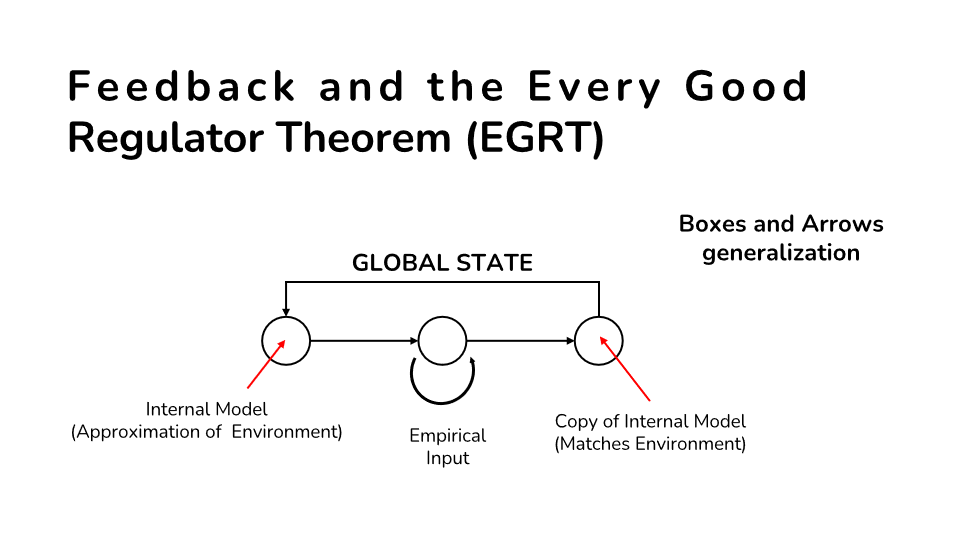 Feedback and the Every Good
Regulator Theorem (EGRT)
Boxes and Arrows
generalization
GLOBAL STATE
Internal Model
(Approximation of Environment)
Empirical
Input
Copy of Internal Model
(Matches Environment)